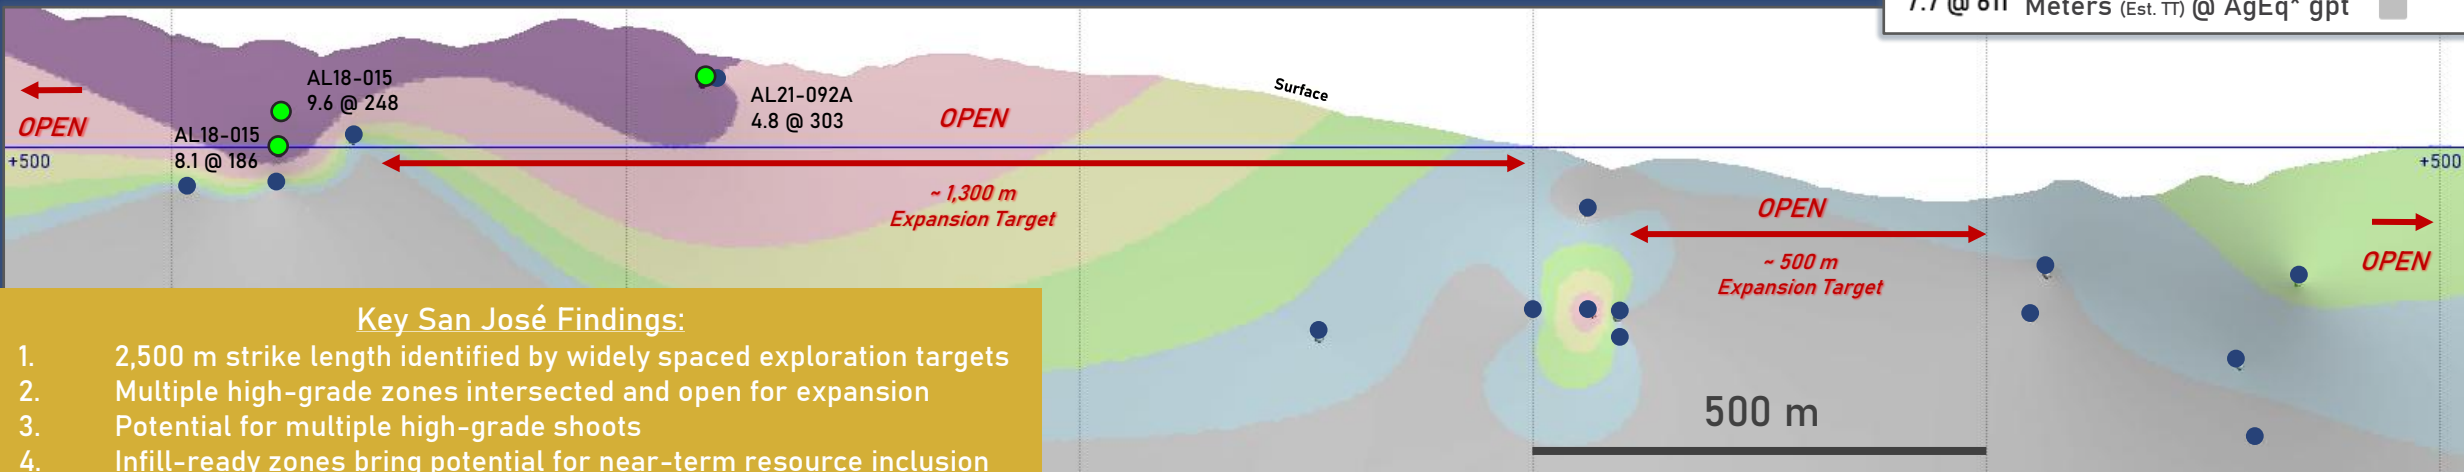 7.7 @ 611 Meters (Est. TT) @ AgEq* gpt
Surface
AL18-015
9.6 @ 248
AL21-092A
4.8 @ 303
OPEN
OPEN
AL18-015
8.1 @ 186
+500
+500
~ 1,300 m
Expansion Target
OPEN
~ 500 m
Expansion Target
OPEN
Key San José Findings:
1. 2,500 m strike length identified by widely spaced exploration targets
2. Multiple high-grade zones intersected and open for expansion
3. Potential for multiple high-grade shoots
4. Infill-ready zones bring potential for near-term resource inclusion
500 m